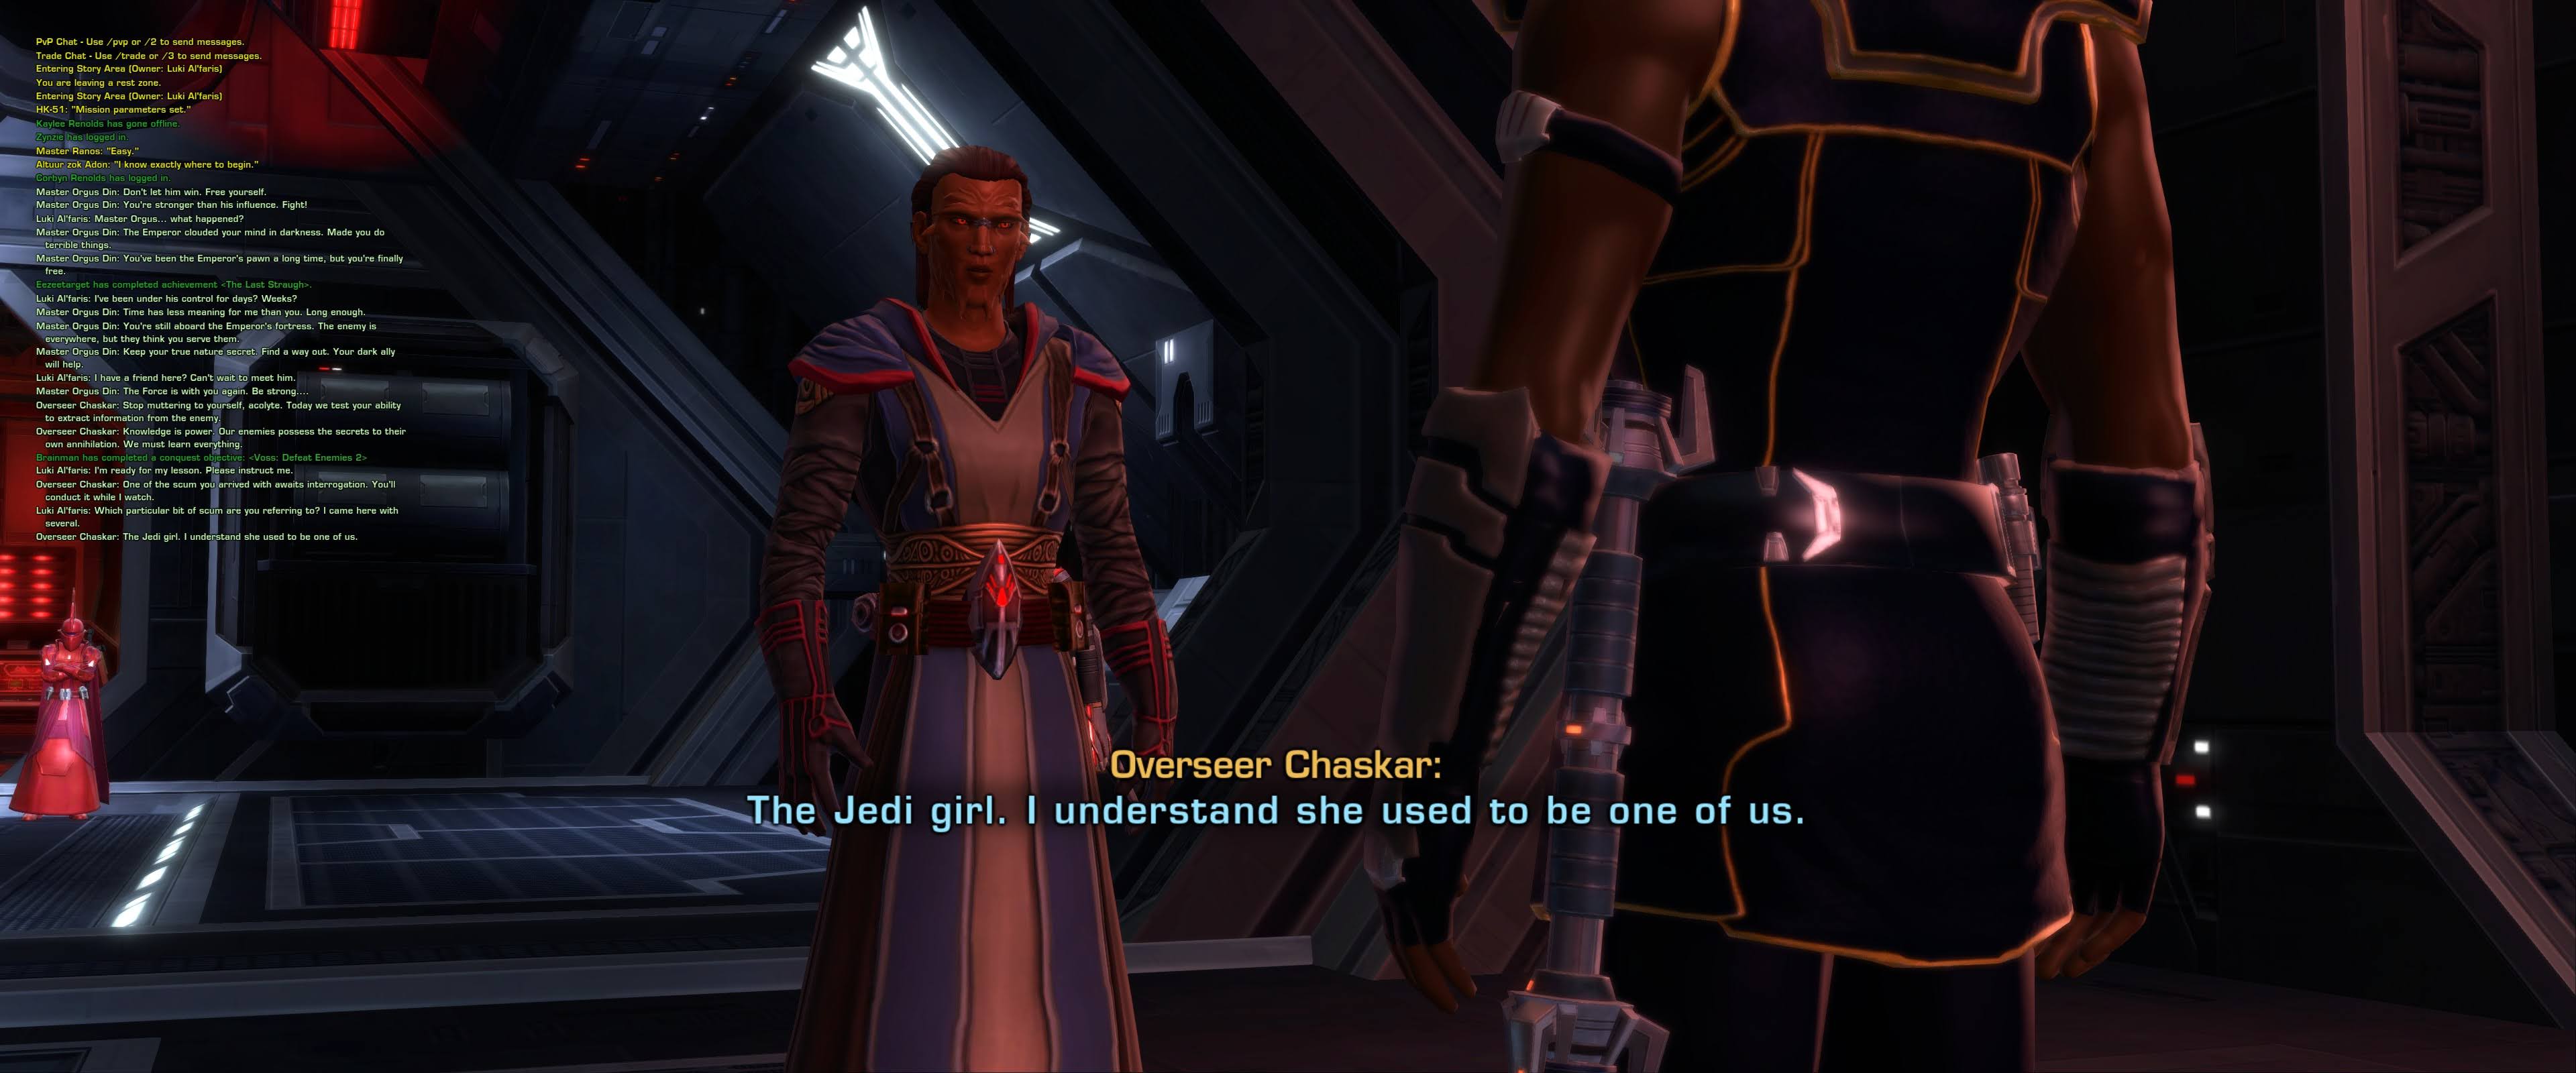 PvP Chat - Use /pvp or /2 to send messages.
Trade Chat - Use /trade or /3 to send messages.
Entering Story Area (Owner: Luki Al'faris)
You are leaving a rest zone.
Entering Story Area (Owner: Luki Al'faris)
HK-51: "Mission parameters set."
Kaylee Renolds has gone offline.
Zynzie has logged in.
Master Ranos: "Easy."
Altuur zok Adon: "I know exactly where to begin."
Corbyn Renolds has logged in.
Master Orgus Din: Don't let him win. Free yourself.
Master Orgus Din: You're stronger than his influence. Fight!
Luki Al'faris: Master Orgus... what happened?
Master Orgus Din: The Emperor clouded your mind in darkness. Made you do
terrible things.
Master Orgus Din: You've been the Emperor's pawn a long time, but you're finally
free.
Eezeetarget has completed achievement <The Last Straugh>.
Luki Al'faris: I've been under his control for days? Weeks?
Master Orgus Din: Time has less meaning for me than you. Long enough.
Master Orgus Din: You're still aboard the Emperor's fortress. The enemy is
everywhere, but they think you serve them.
Master Orgus Din: Keep your true nature secret. Find a way out. Your dark ally
will help.
Luki Al'faris: I have a friend here? Can't wait to meet him.
Master Orgus Din: The Force is with you again. Be strong....
Overseer Chaskar: Stop muttering to yourself, acolyte. Today we test your ability
to extract information from the enemy.
Overseer Chaskar: Knowledge is power. Our enemies possess the secrets to their
own annihilation. We must learn everything.
Brainman has completed a conquest objective: <Voss: Defeat Enemies 2>
Luki Al'faris: I'm ready for my lesson. Please instruct me.
Overseer Chaskar: One of the scum you arrived with awaits interrogation. You'll
conduct it while I watch.
Luki Al'faris: Which particular bit of scum are you referring to? I came here with
several.
Overseer Chaskar: The Jedi girl. I understand she used to be one of us.
Overseer Chaskar:
The Jedi girl. I understand she used to be one of us.